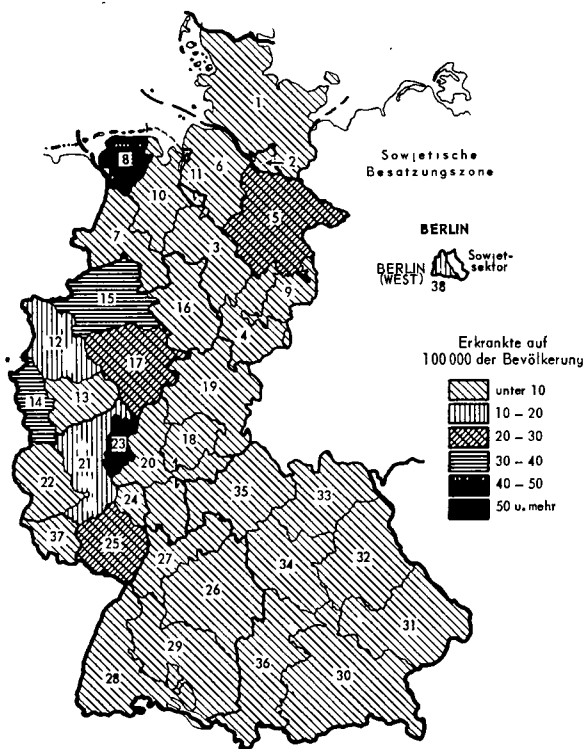 1
8
11
6
2
10
5
7
3
15
16
9
4
12
17
14
13
19
23
18
21
20
22
24
35
33
37
25
27
34
32
26
31
29
36
30
28
Sowjetische
Besatzungszone
BERLIN
BERLIN
(WEST)
Sowjet-
sektor
38
Erkrankte auf
100 000 der Bevölkerung
unter 10
10 – 20
20 – 30
30 – 40
40 – 50
50 u. mehr